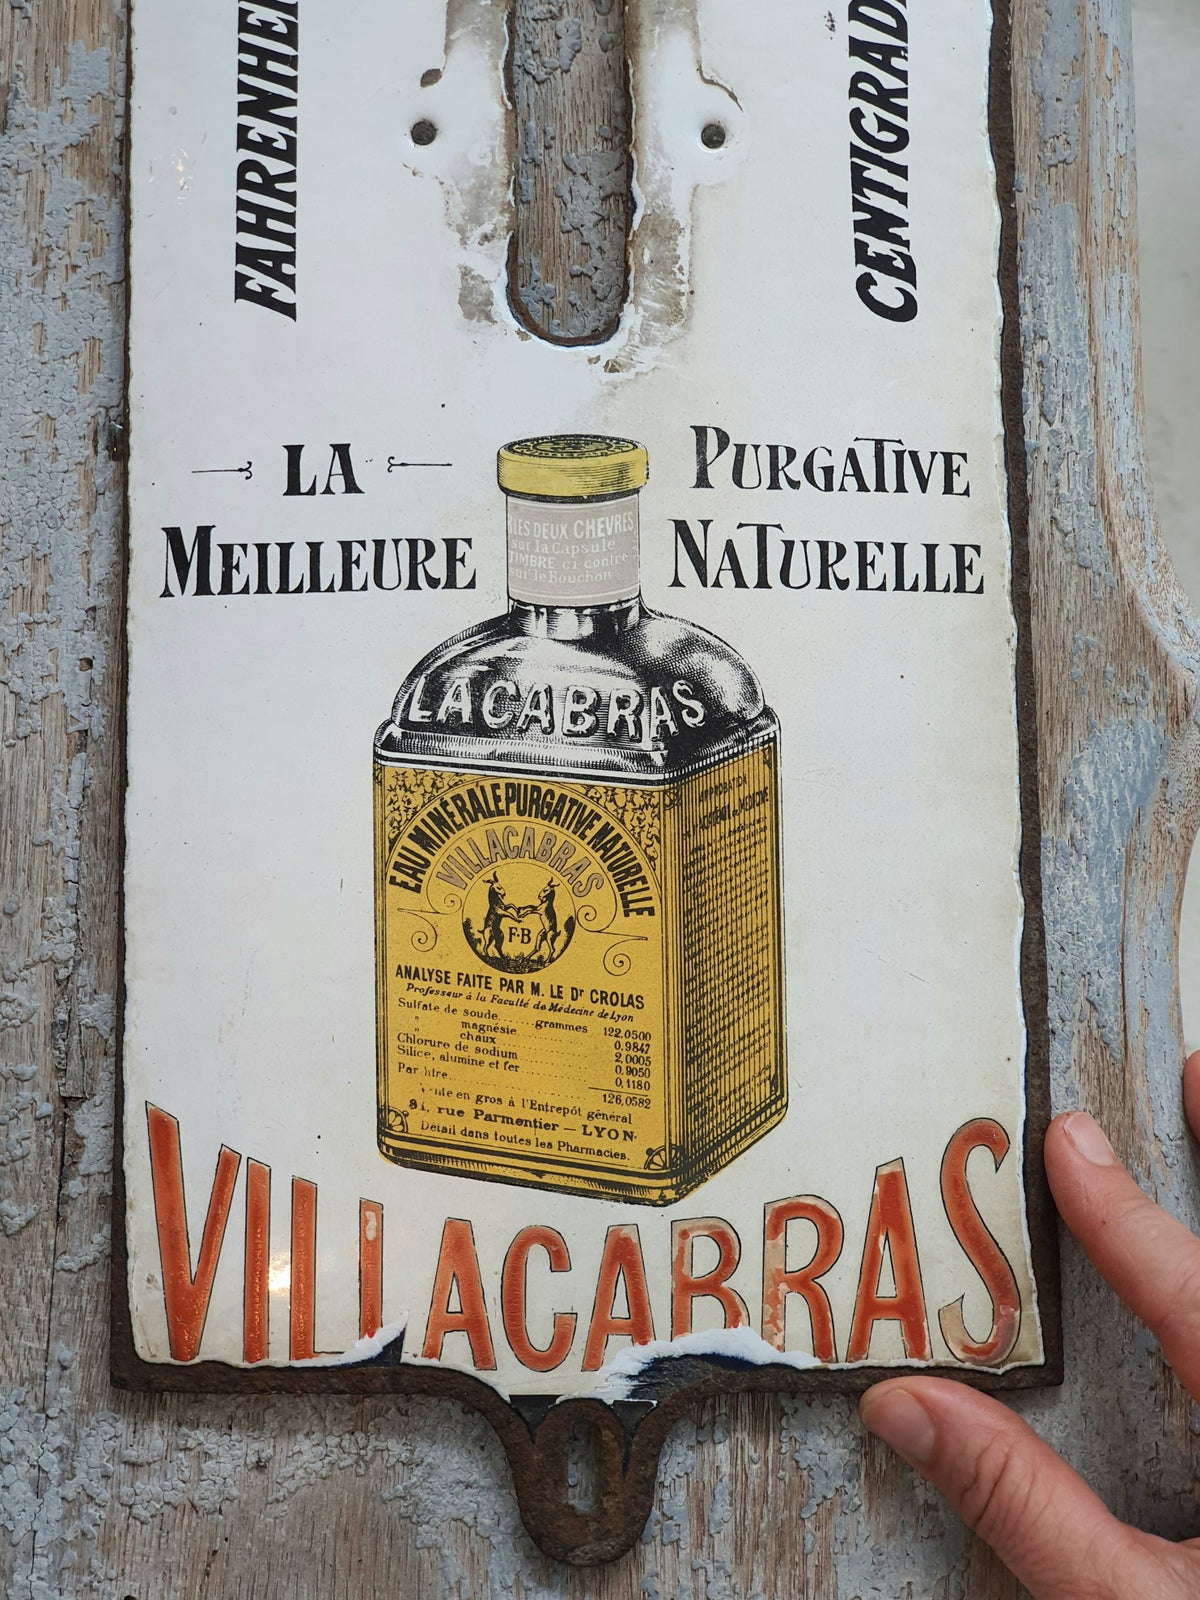 FAHRENHEI
CENTIGRAD
LA
MEILLEURE
PURGATIVE
NATURELLE
LES DEUX CHEVRES
sur la Capsule
TIMBRE ci contre
sur le Bouchon
LACABRAS
EAU MINÉRALE PURGATIVE NATURELLE
VILLACABRAS
F·B
ANALYSE FAITE PAR M. LE Dr CROLAS
Professeur à la Faculté de Médecine de Lyon
Sulfate de soude....... grammes 122,0500
" magnésie............ 0,9847
" chaux............ 2,0005
Chlorure de sodium............ 0,9050
Silice, alumine et fer............ 0,1180
Par litre............ 126,0582
Vente en gros à l'Entrepôt général
rue Parmentier — LYON
Détail dans toutes les Pharmacies.
APPROBATION
VILLACABRAS